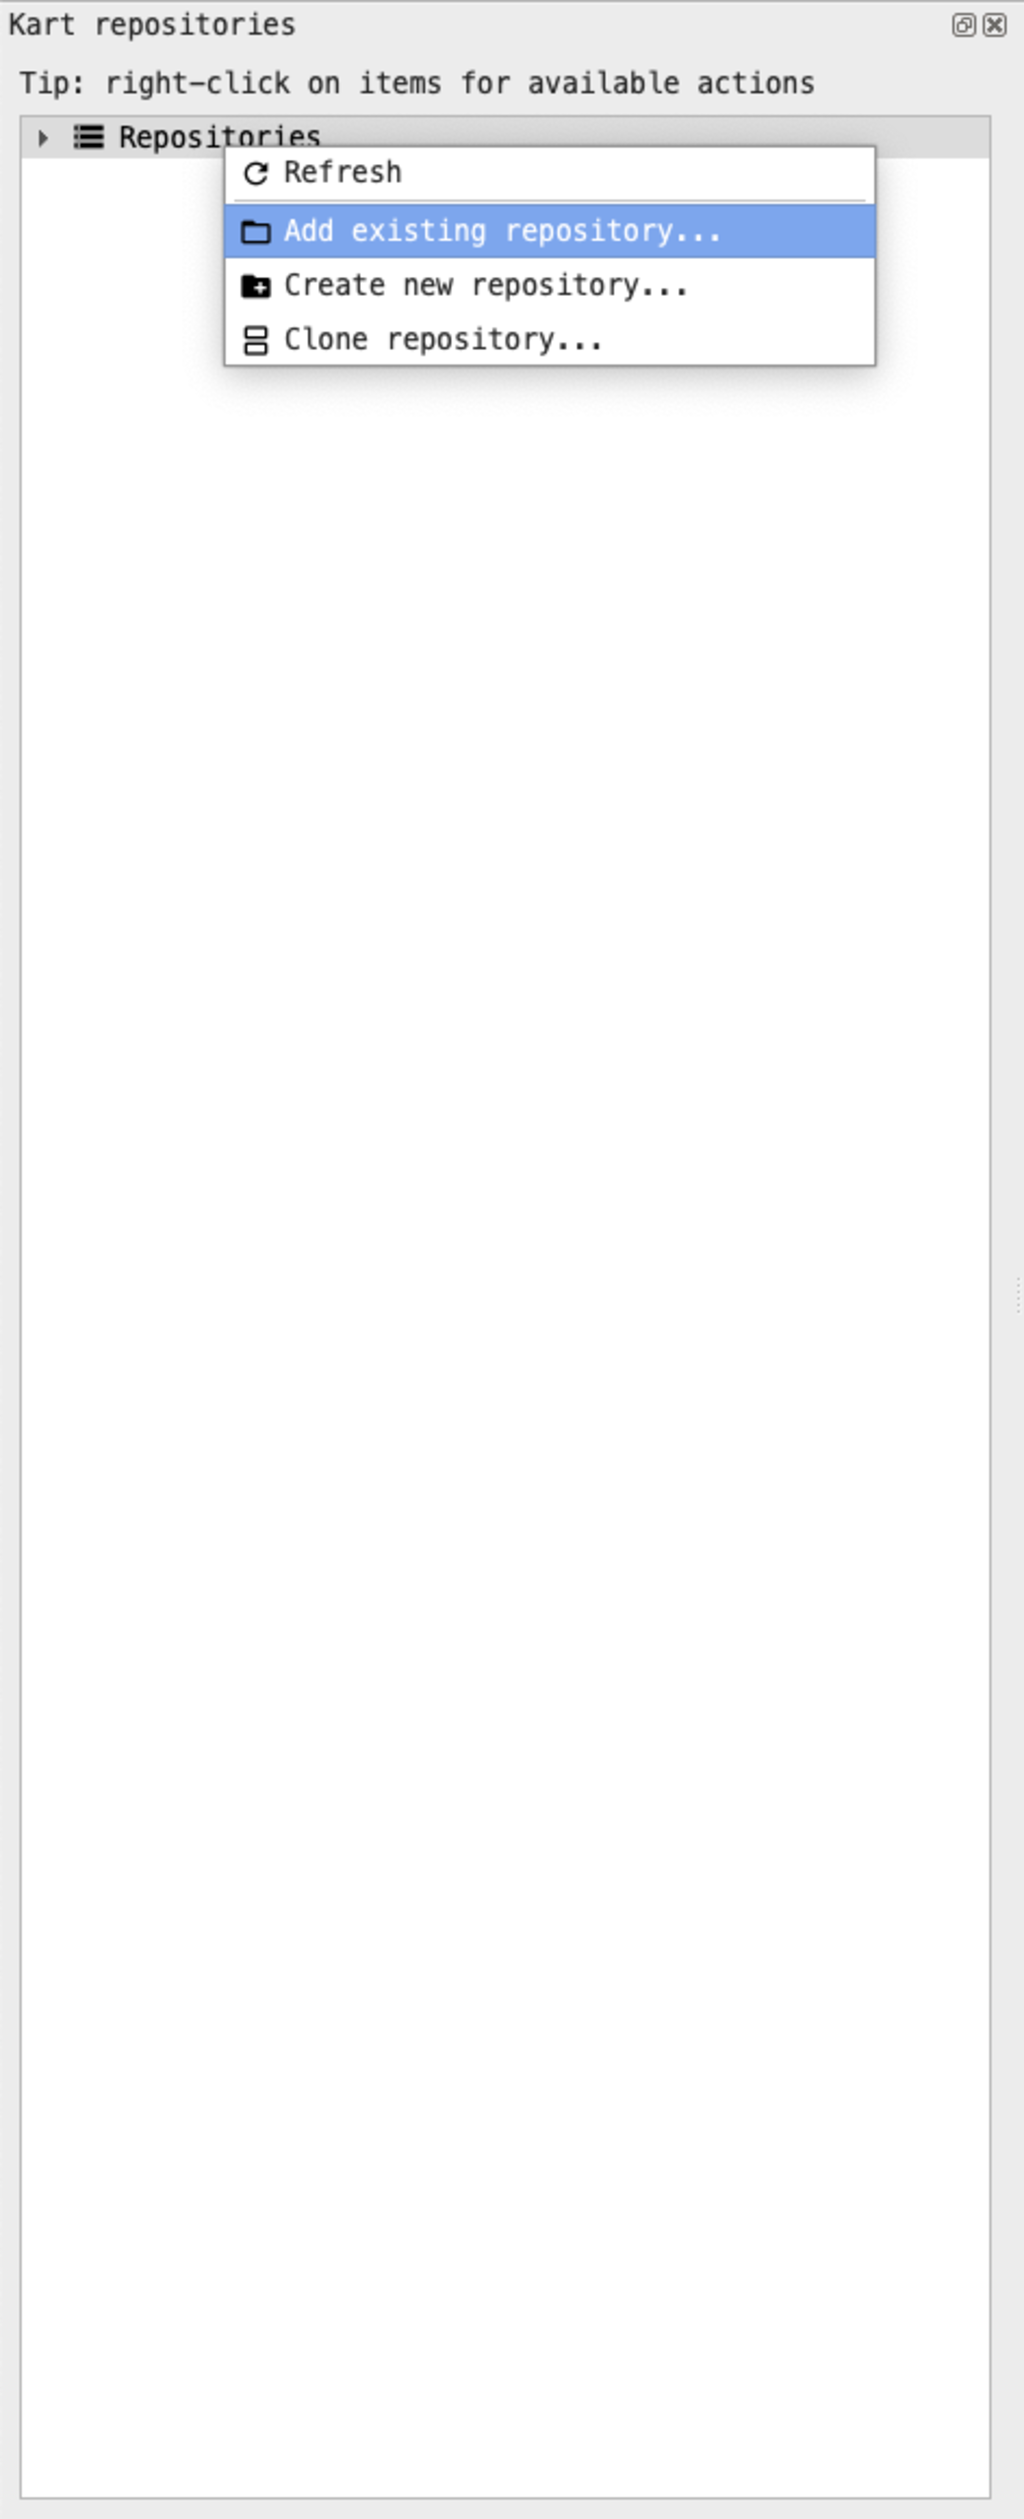 Kart repositories
Tip: right-click on items for available actions
Repositories
Refresh
Add existing repository...
Create new repository...
Clone repository...